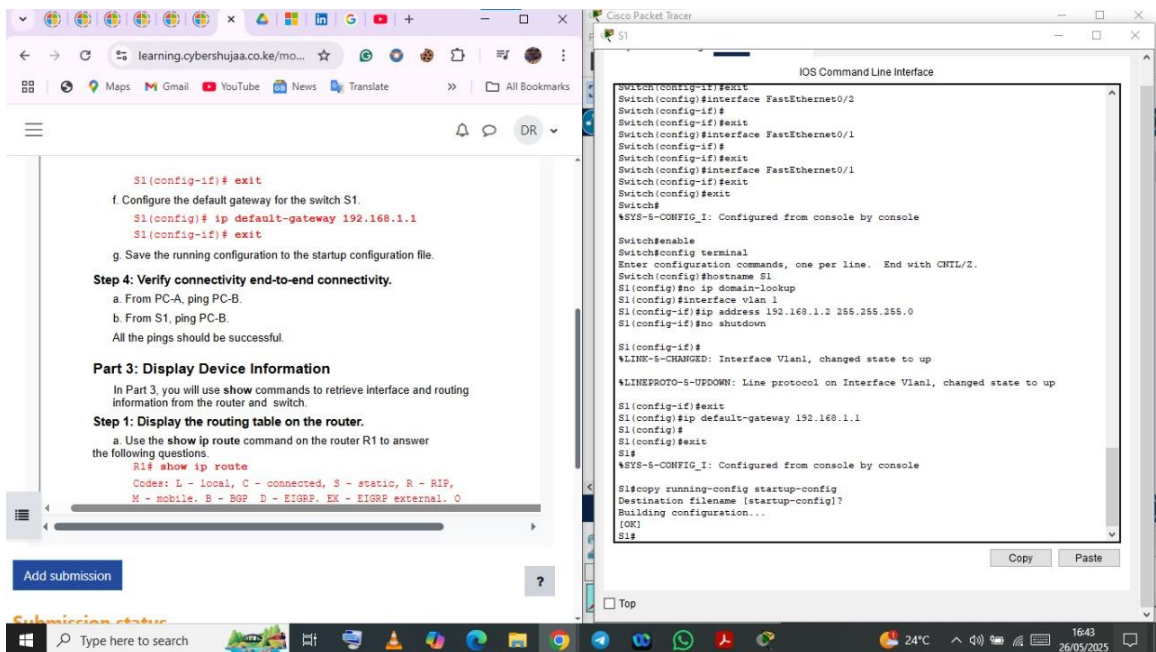 learning.cybershujaa.co.ke/mo...
Maps
Gmail
YouTube
News
Translate
»
All Bookmarks
DR
S1(config-if)# exit
f. Configure the default gateway for the switch S1.
S1(config)# ip default-gateway 192.168.1.1
S1(config-if)# exit
g. Save the running configuration to the startup configuration file.
Step 4: Verify connectivity end-to-end connectivity.
a. From PC-A, ping PC-B.
b. From S1, ping PC-B.
All the pings should be successful.
Part 3: Display Device Information
In Part 3, you will use show commands to retrieve interface and routing
information from the router and switch.
Step 1: Display the routing table on the router.
a. Use the show ip route command on the router R1 to answer
the following questions.
R1# show ip route
Codes: L - local, C - connected, S - static, R - RIP,
M - mobile, B - BGP D - EIGRP, EX - EIGRP external, O
Add submission
?
Submission status
Cisco Packet Tracer
S1
IOS Command Line Interface
Switch(config-if)#exit
Switch(config)#interface FastEthernet0/2
Switch(config-if)#
Switch(config-if)#exit
Switch(config)#interface FastEthernet0/1
Switch(config-if)#
Switch(config-if)#exit
Switch(config)#interface FastEthernet0/1
Switch(config-if)#exit
Switch(config)#exit
Switch#
%SYS-5-CONFIG_I: Configured from console by console
Switch#enable
Switch#config terminal
Enter configuration commands, one per line. End with CNTL/Z.
Switch(config)#hostname S1
S1(config)#no ip domain-lookup
S1(config)#interface vlan 1
S1(config-if)#ip address 192.168.1.2 255.255.255.0
S1(config-if)#no shutdown
S1(config-if)#
%LINK-5-CHANGED: Interface Vlan1, changed state to up
%LINEPROTO-5-UPDOWN: Line protocol on Interface Vlan1, changed state to up
S1(config-if)#exit
S1(config)#ip default-gateway 192.168.1.1
S1(config)#
S1(config)#exit
S1#
%SYS-5-CONFIG_I: Configured from console by console
S1#copy running-config startup-config
Destination filename [startup-config]?
Building configuration...
[OK]
S1#
Copy
Paste
Top
Type here to search
24°C
16:43
26/05/2025